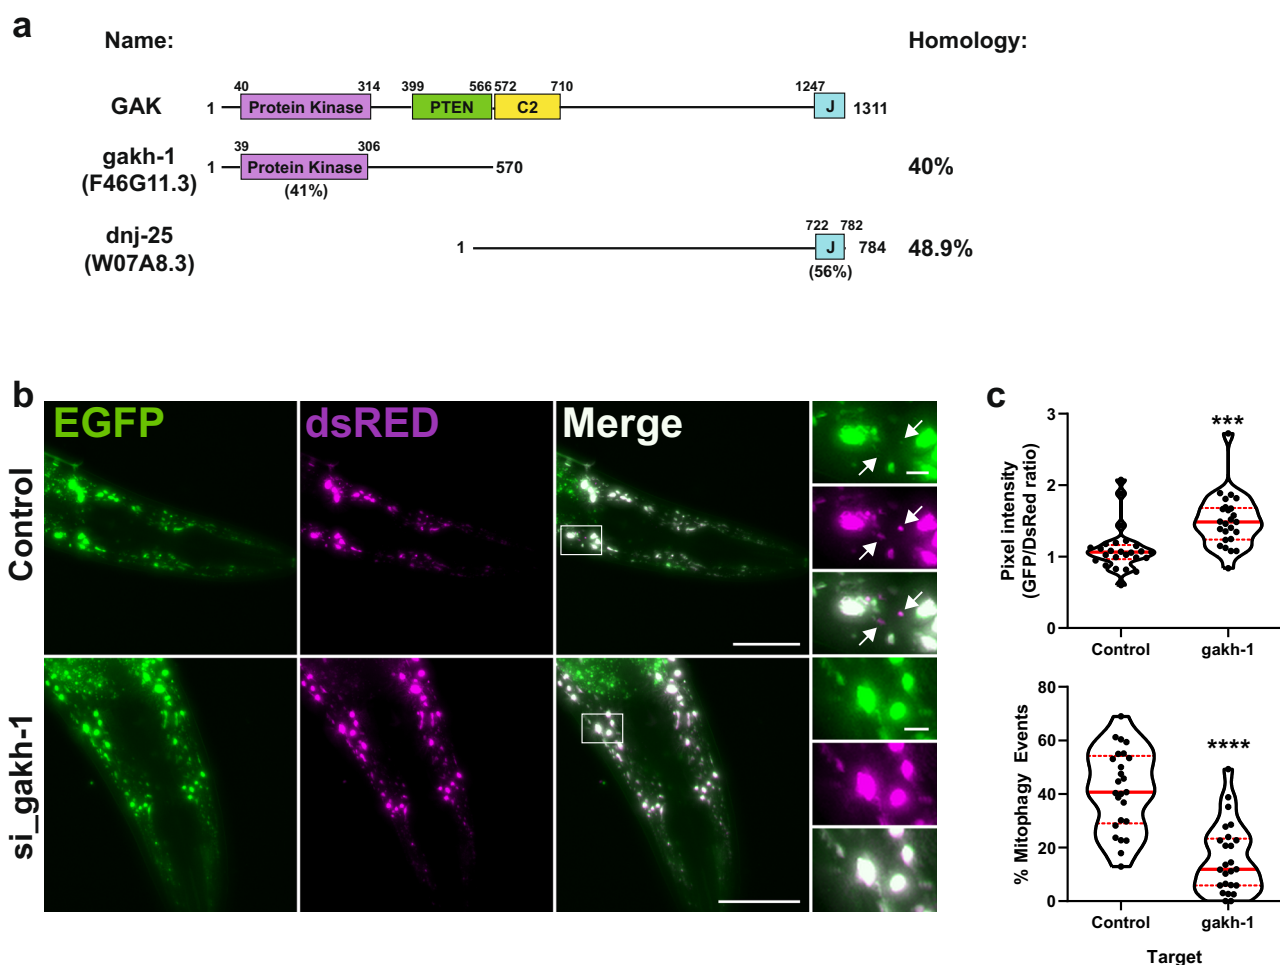 a
Name:
Homology:
40 314 399 566 572 710 1247
GAK 1 Protein Kinase PTEN C2 J 1311
39 306
gakh-1 1 Protein Kinase 570 40%
(F46G11.3)
(41%)
722 782
dnj-25 1 J 784 48.9%
(W07A8.3)
(56%)
b
EGFP dsRED Merge
Control
si_gakh-1
c
Pixel intensity
(GFP/DsRed ratio)
3
2
1
0
***
Control gakh-1
% Mitophagy Events
80
60
40
20
0
****
Control gakh-1
Target